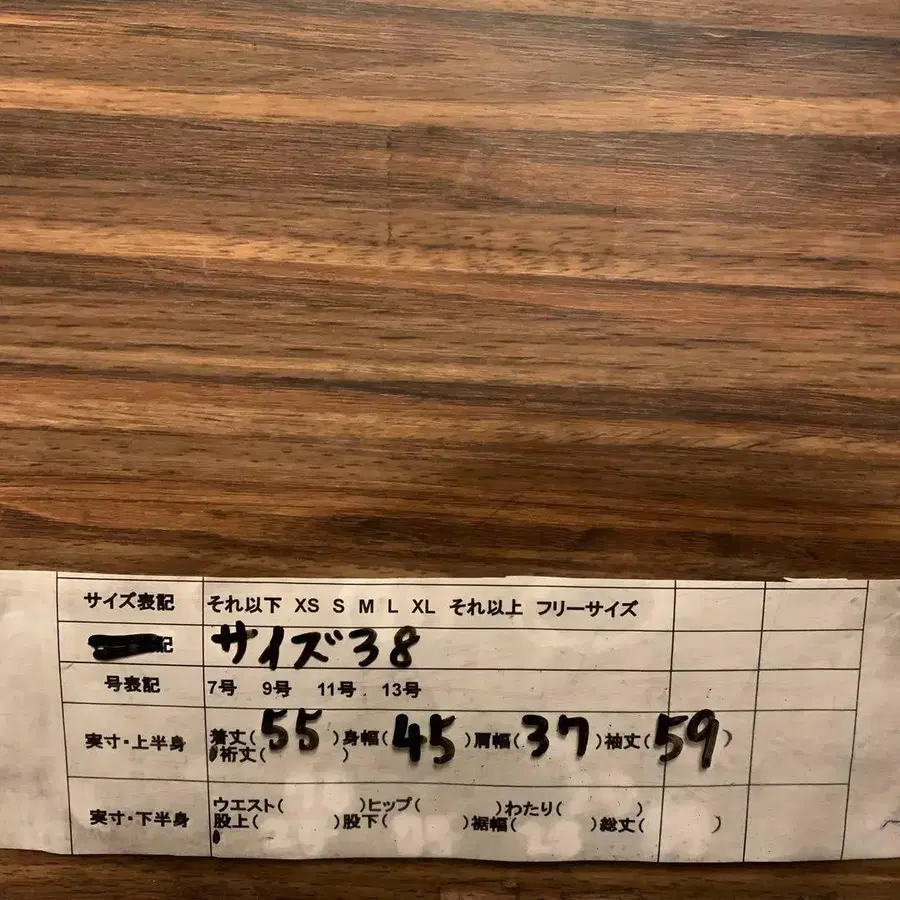 サイズ表記 それ以下 XS S M L XL それ以上 フリーサイズ
記 サイズ38
号表記 7号 9号 11号 13号
実寸・上半身 着丈(55)身幅(45)肩幅(37)袖丈(59)
裄丈( )
実寸・下半身 ウエスト( )ヒップ( )わたり( )
股上( )股下( )裾幅( )総丈( )